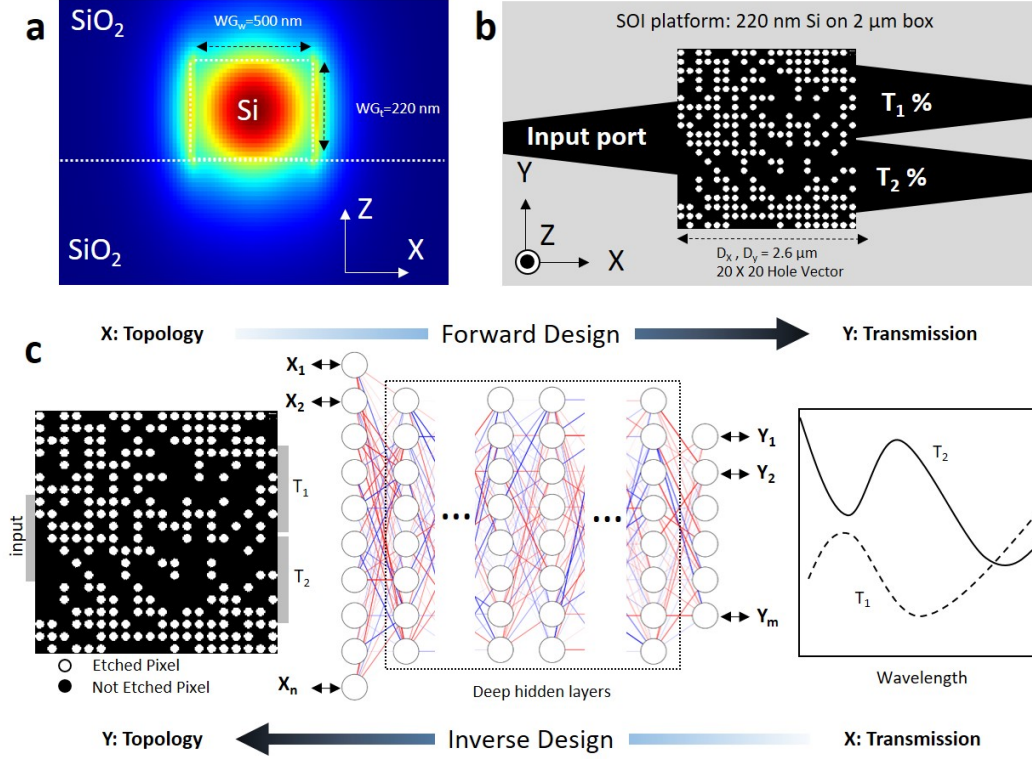 a
SiO2
WGw=500 nm
Si
WGt=220 nm
Z
X
SiO2
b
SOI platform: 220 nm Si on 2 µm box
Input port
T1 %
T2 %
Y
Z
X
DX , Dy = 2.6 µm
20 X 20 Hole Vector
X: Topology
Forward Design
Y: Transmission
c
input
T1
T2
Etched Pixel
Not Etched Pixel
X1
X2
Xn
...
...
Deep hidden layers
Y1
Y2
Ym
T2
T1
Wavelength
Y: Topology
Inverse Design
X: Transmission